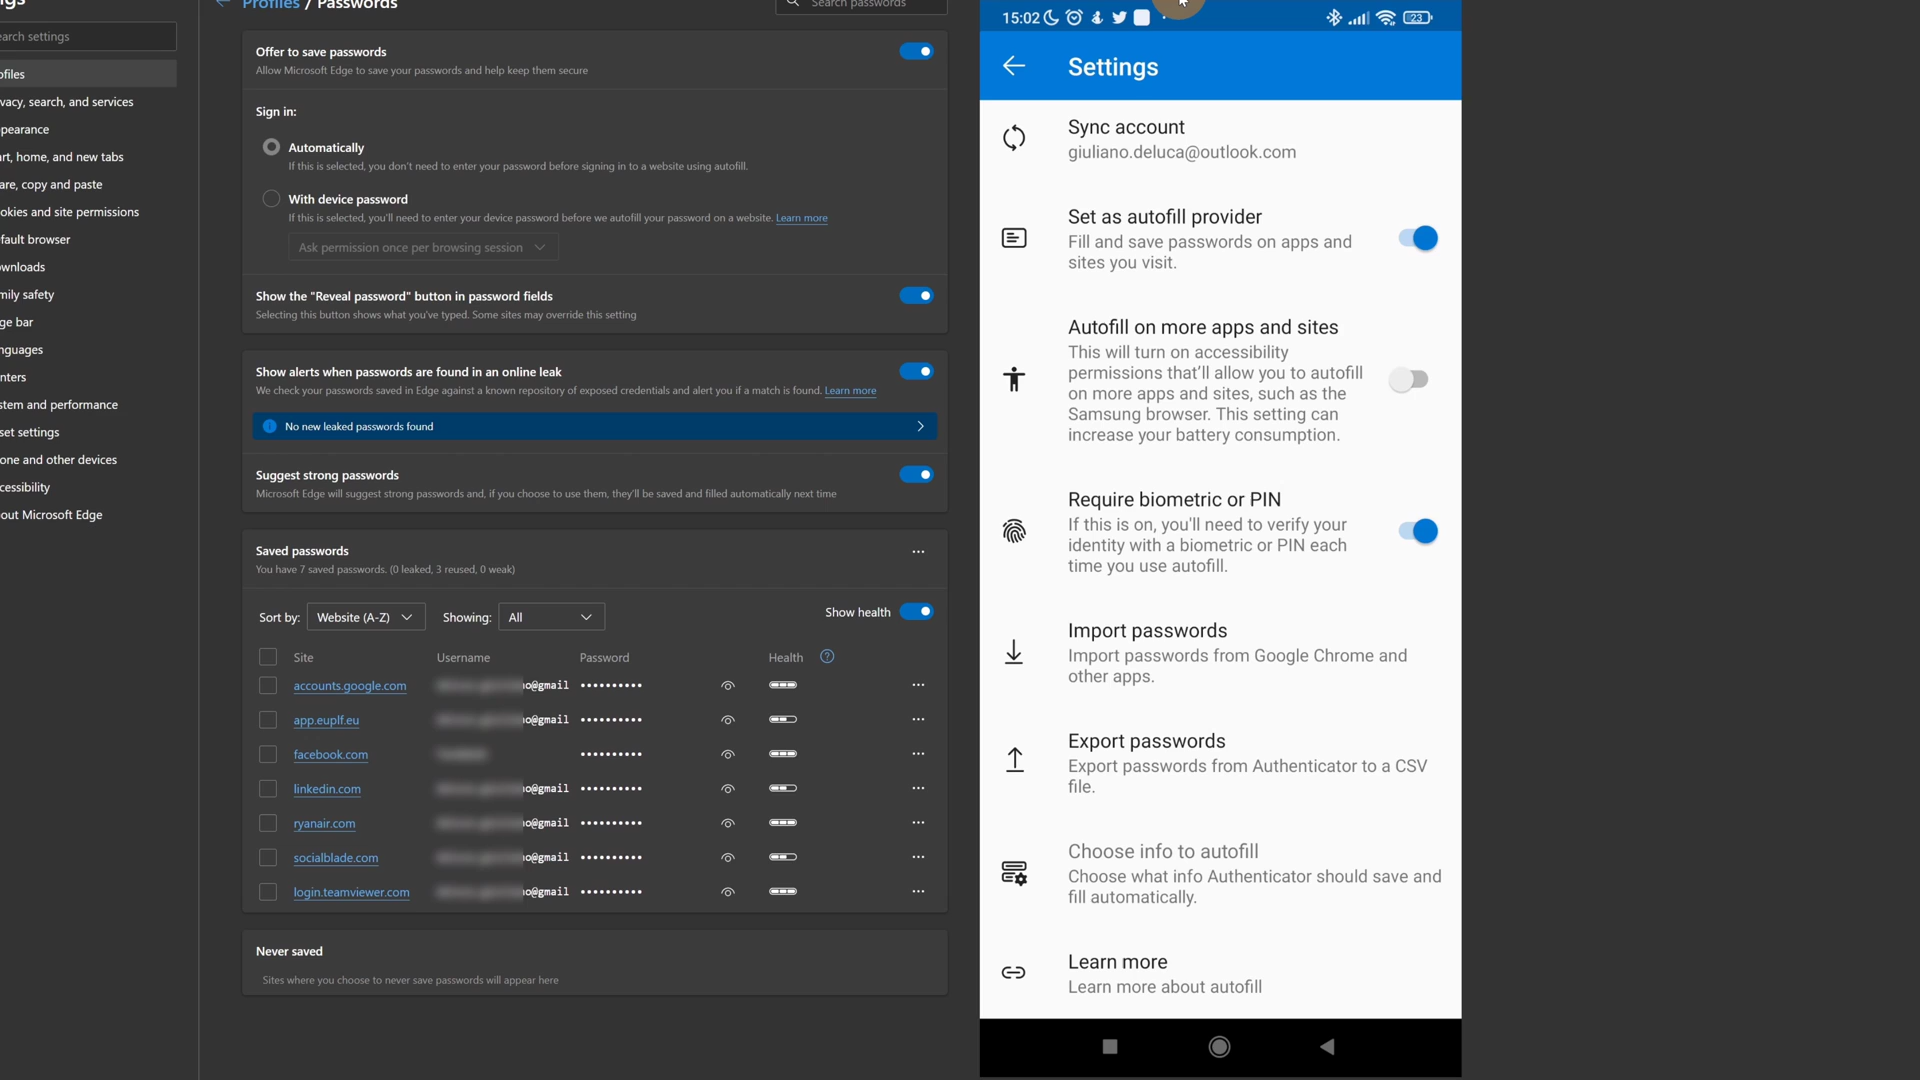 Profiles / Passwords
Search passwords
Offer to save passwords
Allow Microsoft Edge to save your passwords and help keep them secure
Sign in:
Automatically
If this is selected, you don't need to enter your password before signing in to a website using autofill.
With device password
If this is selected, you'll need to enter your device password before we autofill your password on a website. Learn more
Ask permission once per browsing session
Show the "Reveal password" button in password fields
Selecting this button shows what you've typed. Some sites may override this setting
Show alerts when passwords are found in an online leak
We check your passwords saved in Edge against a known repository of exposed credentials and alert you if a match is found. Learn more
No new leaked passwords found
Suggest strong passwords
Microsoft Edge will suggest strong passwords and, if you choose to use them, they'll be saved and filled automatically next time
Saved passwords
You have 7 saved passwords. (0 leaked, 3 reused, 0 weak)
Sort by: Website (A-Z) Showing: All Show health
Site Username Password Health
accounts.google.com o@gmail ••••••••••
app.euplf.eu o@gmail ••••••••••
facebook.com ••••••••••
linkedin.com o@gmail ••••••••••
ryanair.com o@gmail ••••••••••
socialblade.com o@gmail ••••••••••
login.teamviewer.com o@gmail ••••••••••
Never saved
Sites where you choose to never save passwords will appear here
ngs
earch settings
ofiles
vacy, search, and services
pearance
art, home, and new tabs
are, copy and paste
okies and site permissions
fault browser
wnloads
mily safety
ge bar
nguages
nters
stem and performance
set settings
one and other devices
cessibility
out Microsoft Edge
15:02 23
Settings
Sync account
giuliano.deluca@outlook.com
Set as autofill provider
Fill and save passwords on apps and
sites you visit.
Autofill on more apps and sites
This will turn on accessibility
permissions that'll allow you to autofill
on more apps and sites, such as the
Samsung browser. This setting can
increase your battery consumption.
Require biometric or PIN
If this is on, you'll need to verify your
identity with a biometric or PIN each
time you use autofill.
Import passwords
Import passwords from Google Chrome and
other apps.
Export passwords
Export passwords from Authenticator to a CSV
file.
Choose info to autofill
Choose what info Authenticator should save and
fill automatically.
Learn more
Learn more about autofill